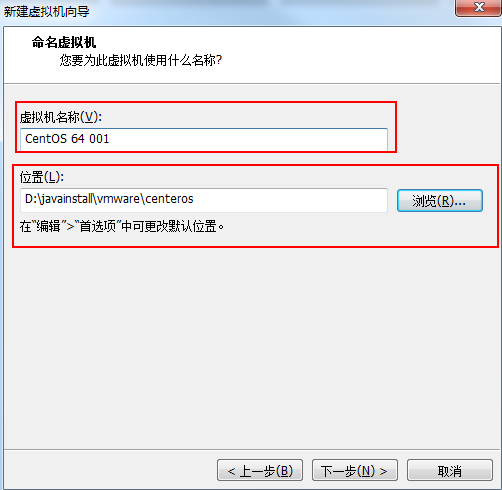 新建虚拟机向导
命名虚拟机
您要为此虚拟机使用什么名称?
虚拟机名称(V):
CentOS 64 001
位置(L):
D:\javainstall\vmware\centeros
浏览(R)...
在“编辑”>“首选项”中可更改默认位置。
< 上一步(B)
下一步(N) >
取消